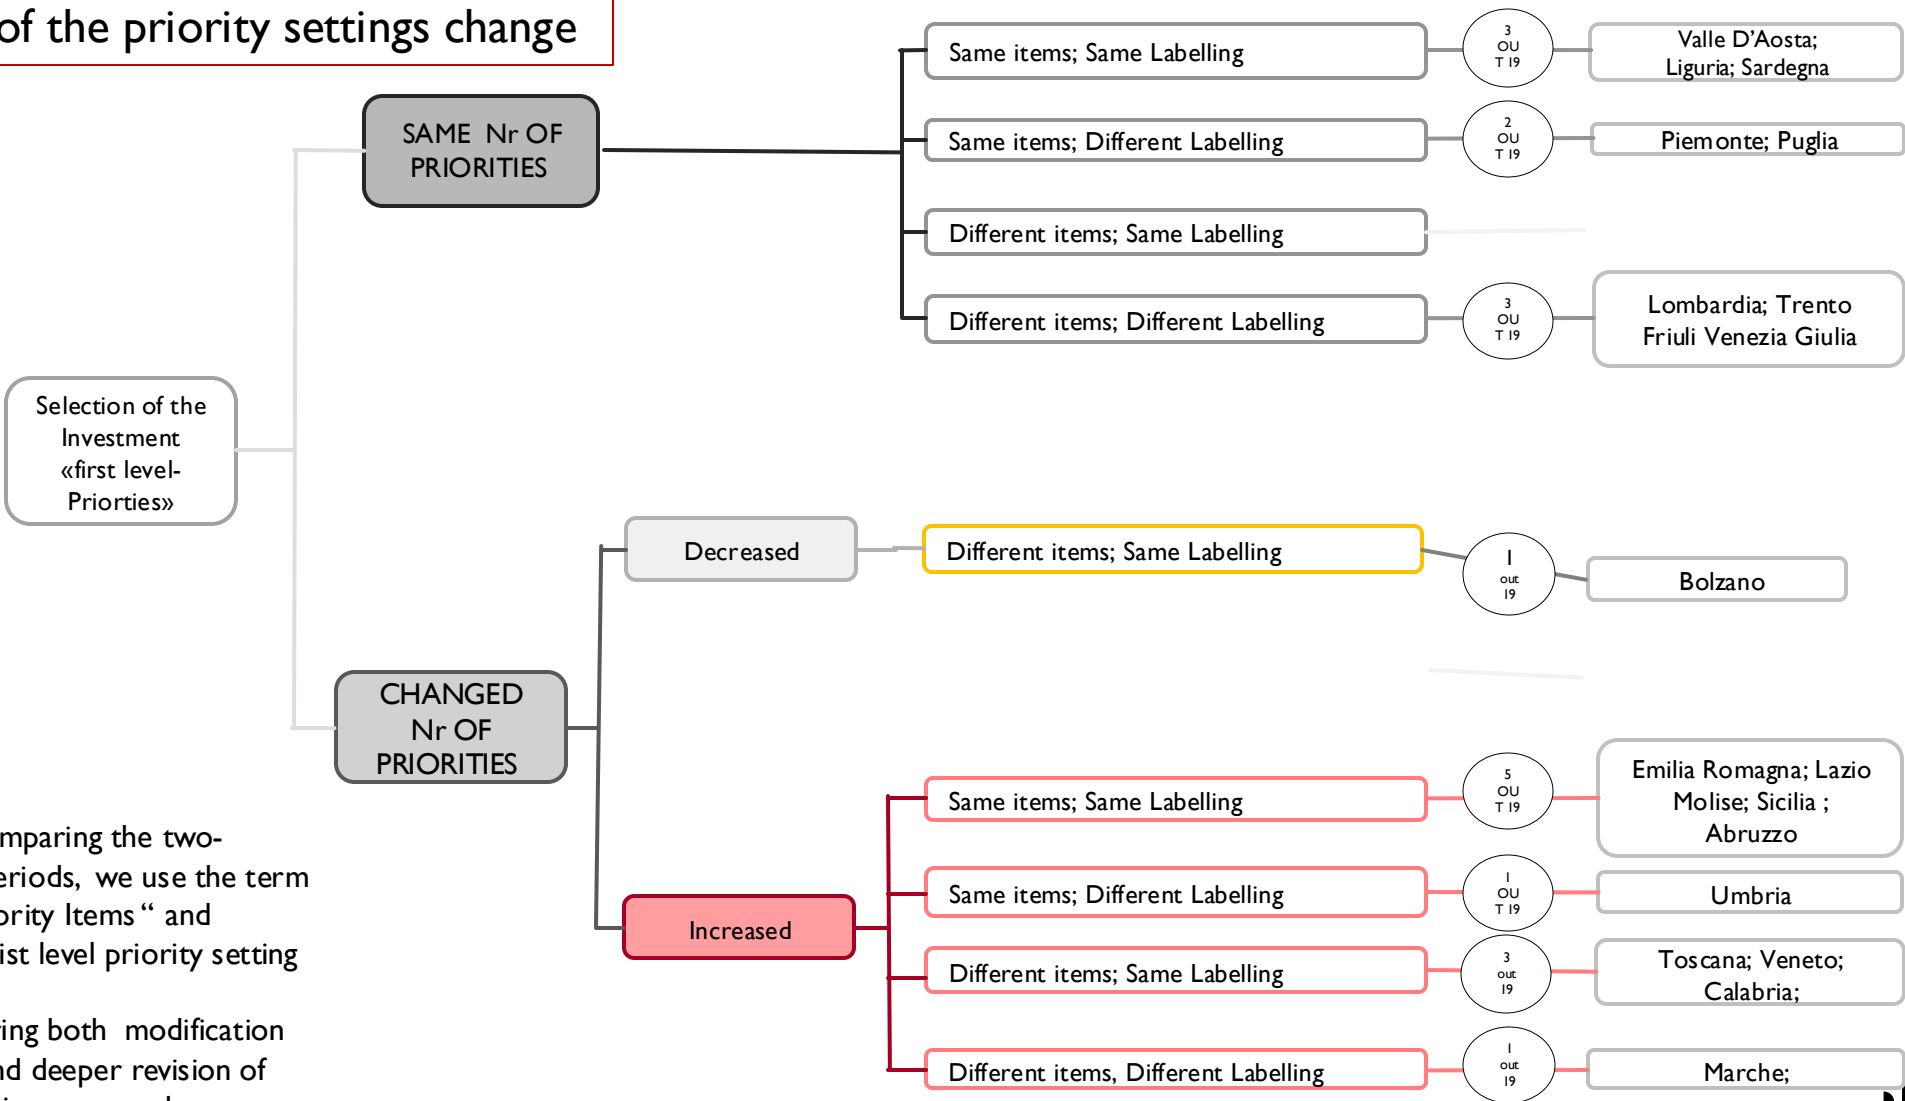 of the priority settings change
Same items; Same Labelling
3
OU
T 19
Valle D’Aosta;
Liguria; Sardegna
SAME Nr OF
PRIORITIES
Same items; Different Labelling
2
OU
T 19
Piemonte; Puglia
Different items; Same Labelling
Different items; Different Labelling
3
OU
T 19
Lombardia; Trento
Friuli Venezia Giulia
Selection of the
Investment
«first level-
Priorties»
Decreased
Different items; Same Labelling
1
out
19
Bolzano
CHANGED
Nr OF
PRIORITIES
Increased
Same items; Same Labelling
5
OU
T 19
Emilia Romagna; Lazio
Molise; Sicilia ;
Abruzzo
Same items; Different Labelling
1
OU
T 19
Umbria
Different items; Same Labelling
3
out
19
Toscana; Veneto;
Calabria;
Different items, Different Labelling
1
out
19
Marche;
mparing the two-
eriods, we use the term
ority Items “ and
ist level priority setting
ing both modification
nd deeper revision of